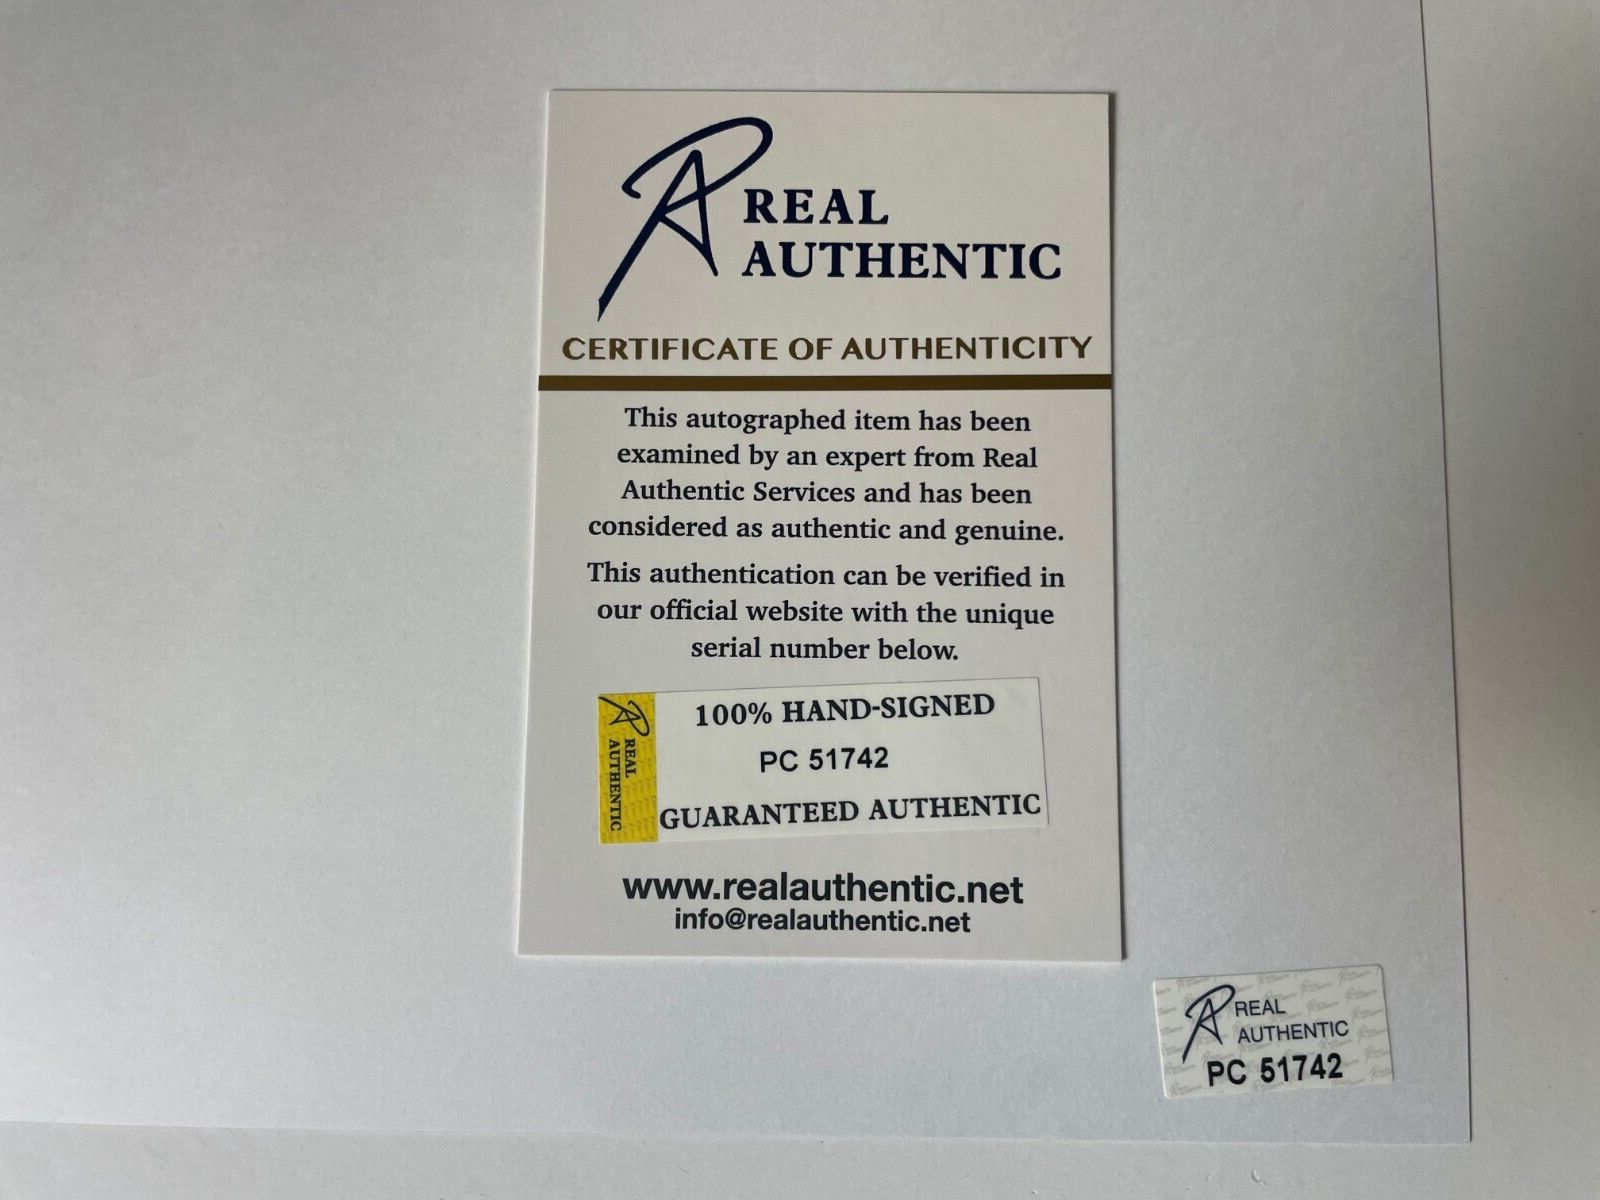 REAL
AUTHENTIC
CERTIFICATE OF AUTHENTICITY
This autographed item has been
examined by an expert from Real
Authentic Services and has been
considered as authentic and genuine.
This authentication can be verified in
our official website with the unique
serial number below.
REAL
AUTHENTIC
100% HAND-SIGNED
PC 51742
GUARANTEED AUTHENTIC
www.realauthentic.net
info@realauthentic.net
REAL
AUTHENTIC
PC 51742